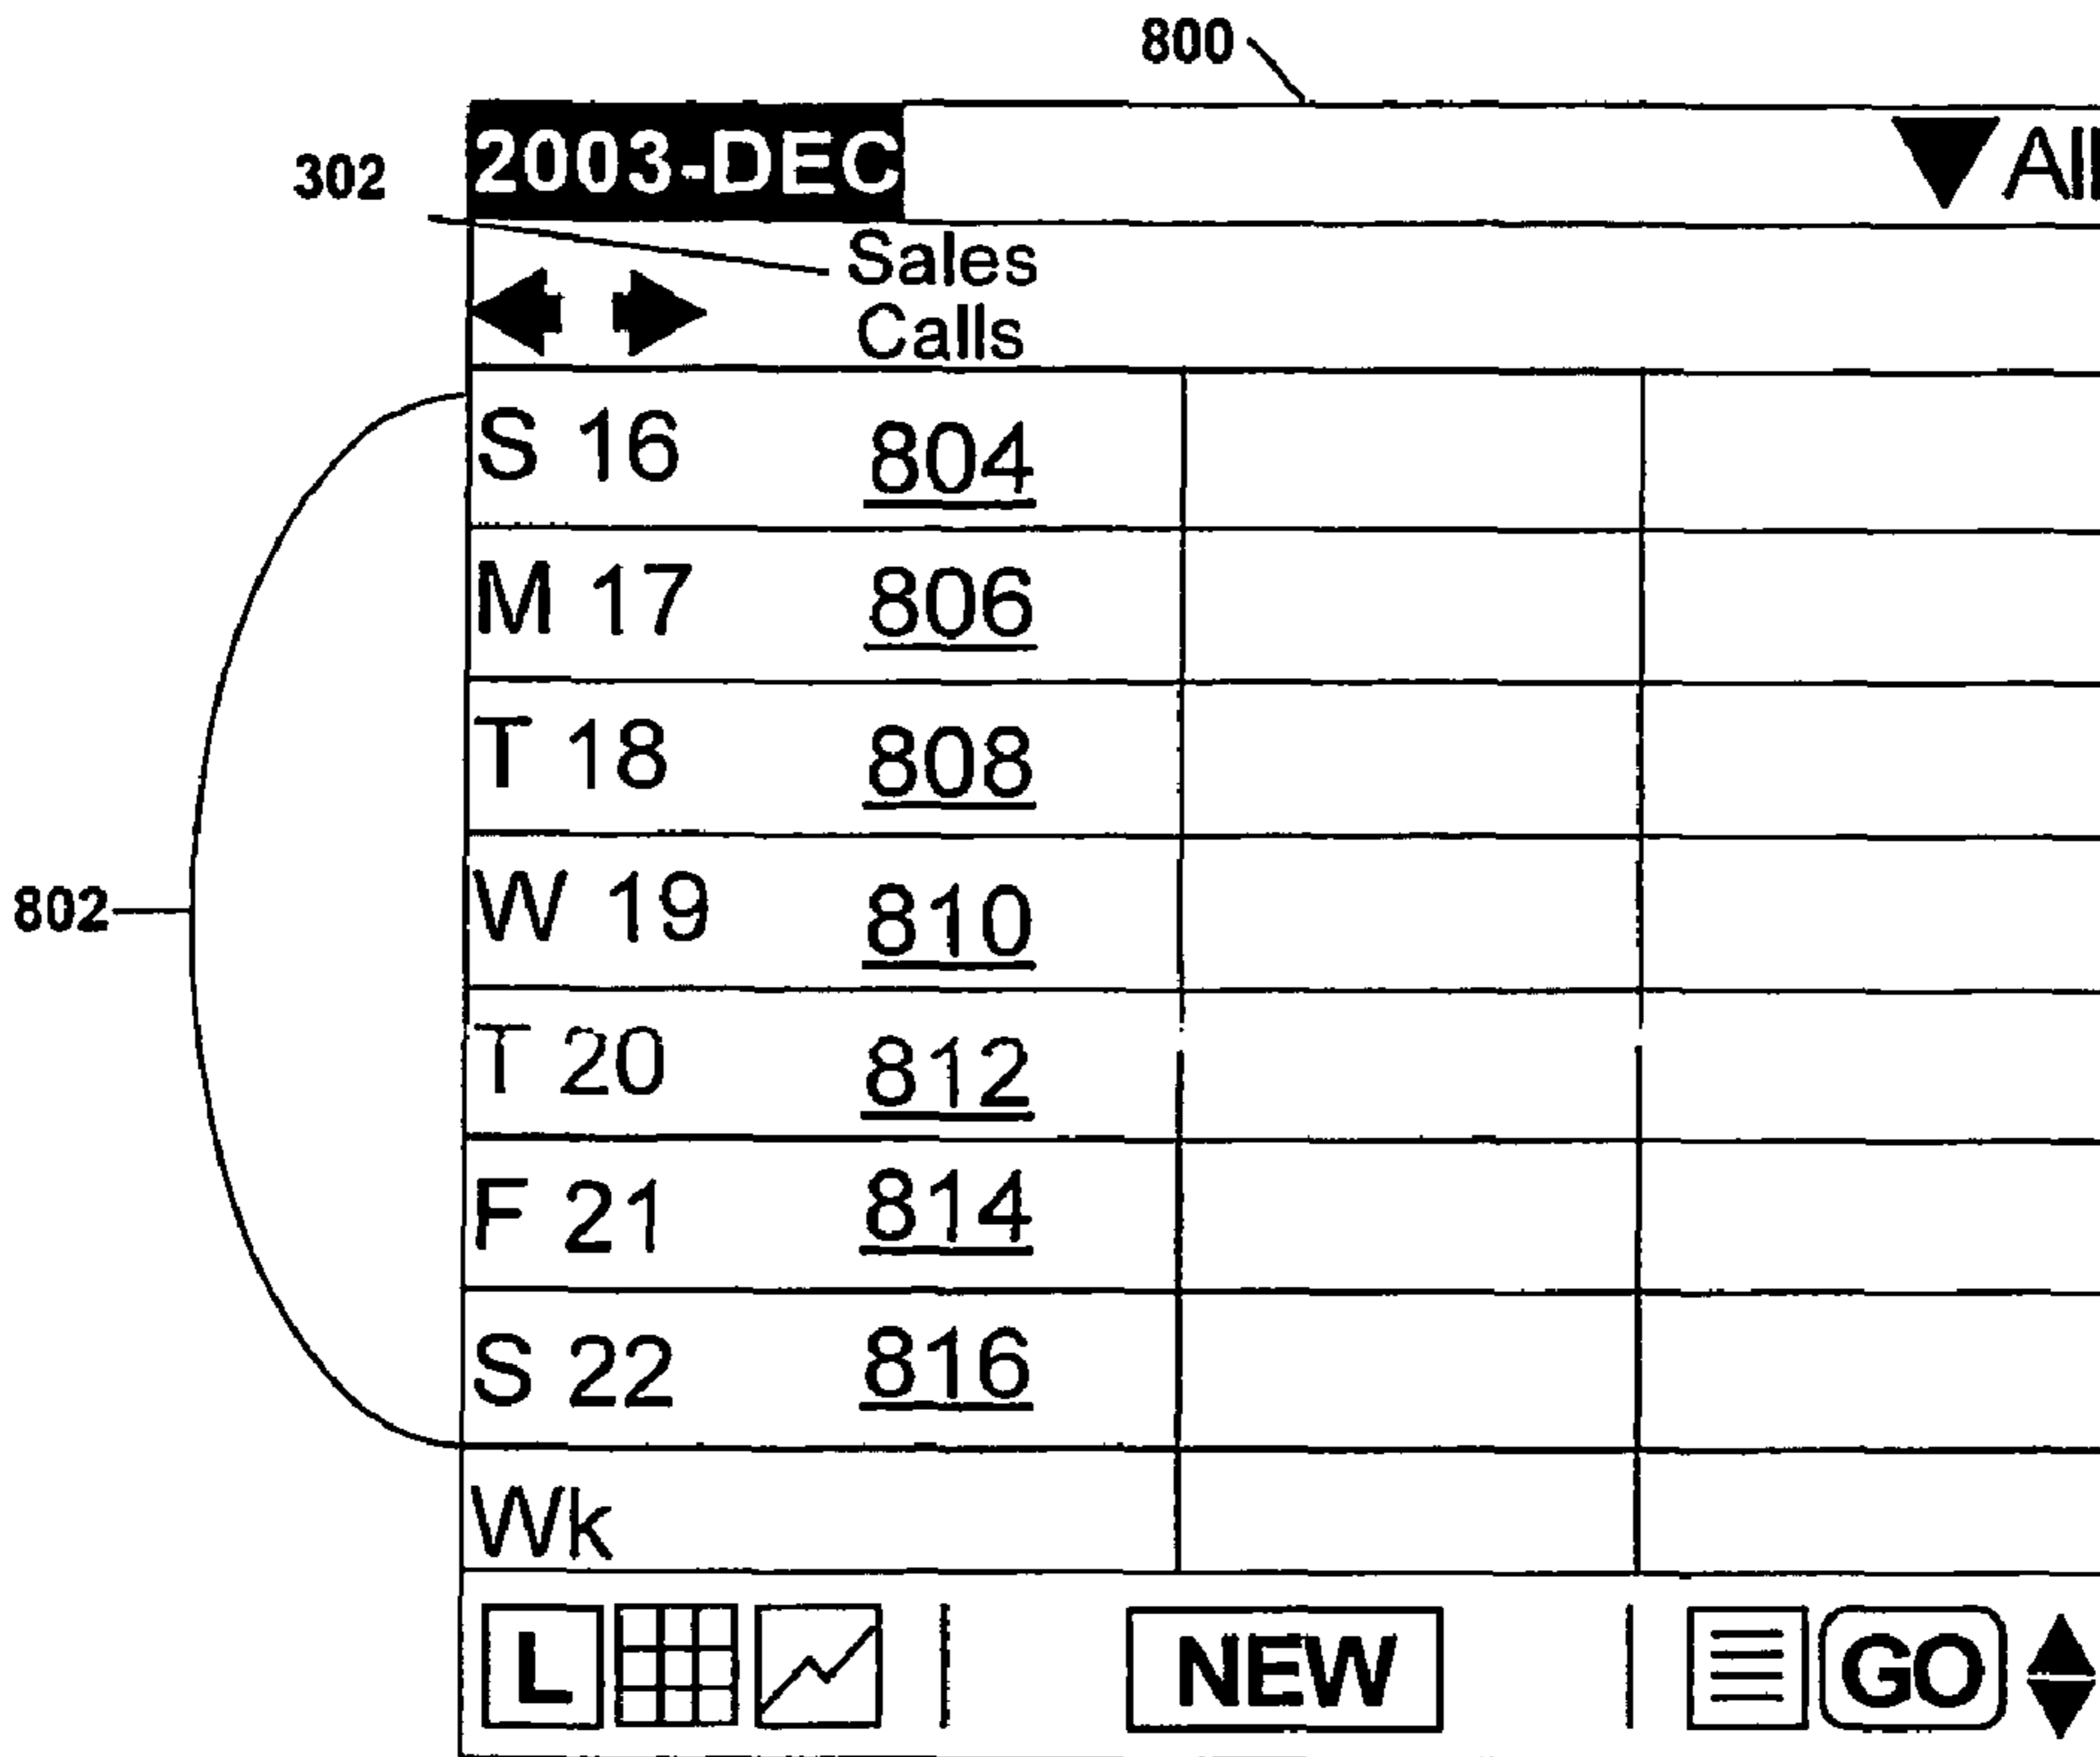 800
302
2003-DEC All
Sales
Calls
S 16 804
M 17 806
T 18 808
802
W 19 810
T 20 812
F 21 814
S 22 816
Wk
L NEW GO